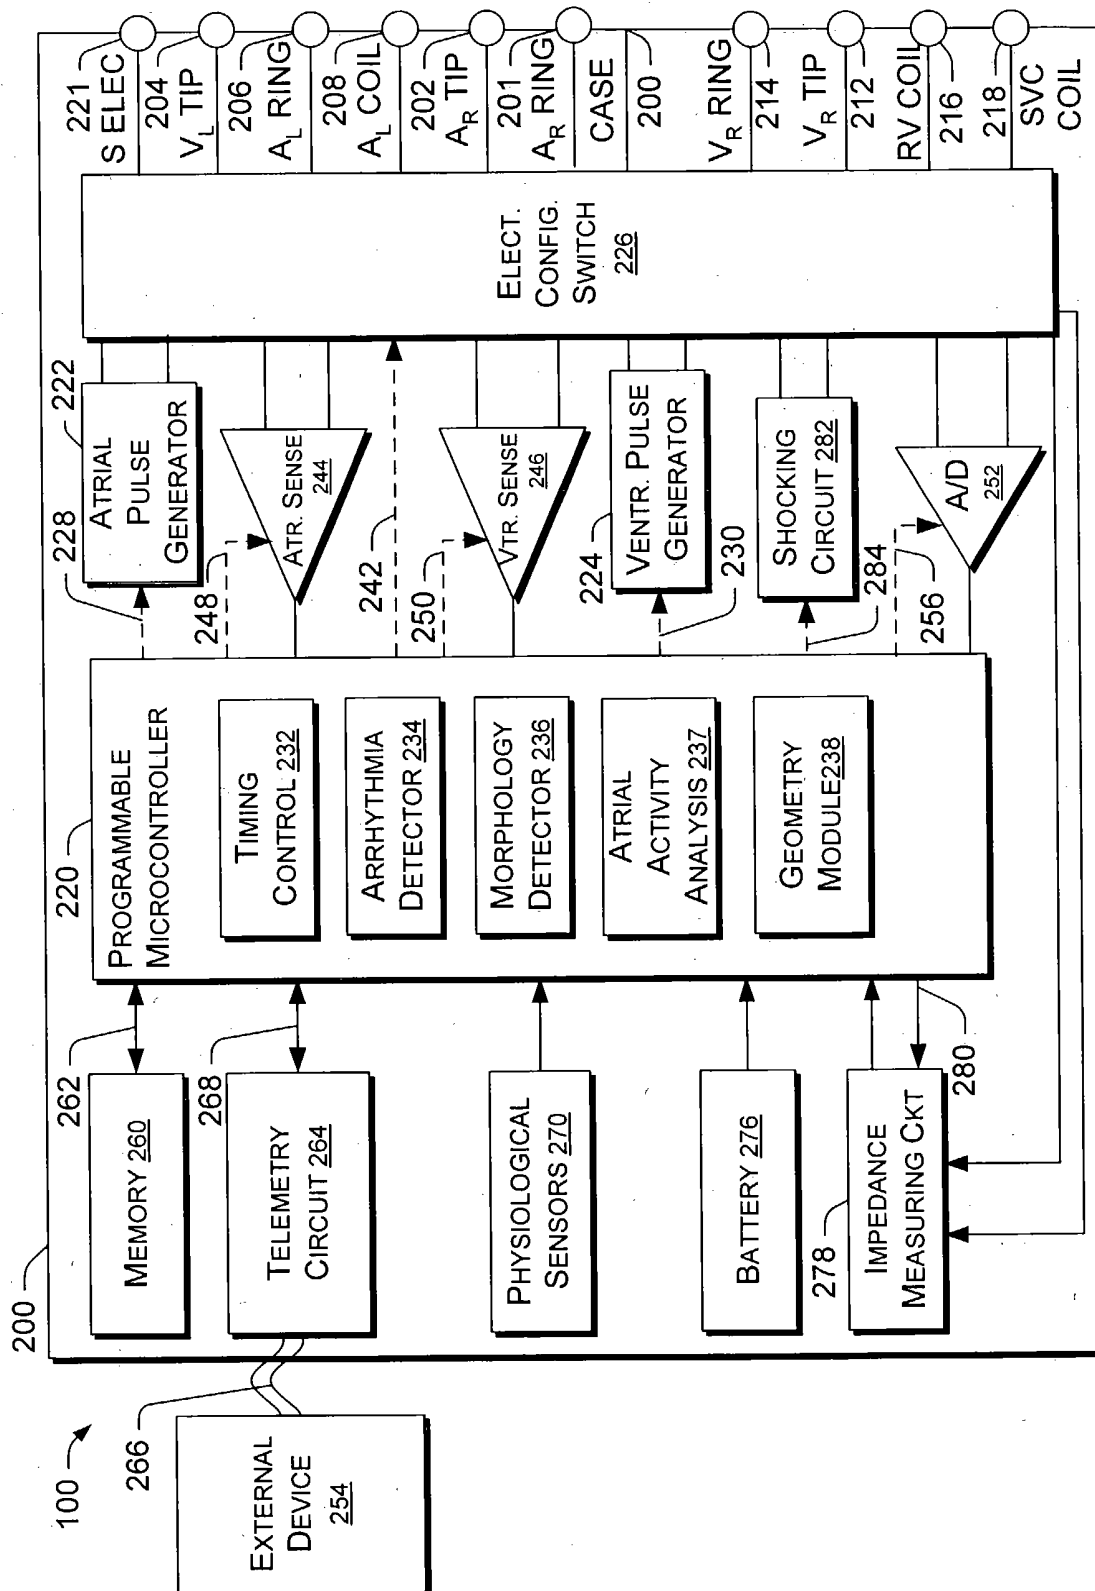 100
200
EXTERNAL
DEVICE
254
266
MEMORY 260
262
TELEMETRY
CIRCUIT 264
268
PHYSIOLOGICAL
SENSORS 270
BATTERY 276
278
IMPEDANCE
MEASURING CKT
280
220
PROGRAMMABLE
MICROCONTROLLER
TIMING
CONTROL 232
ARRHYTHMIA
DETECTOR 234
MORPHOLOGY
DETECTOR 236
ATRIAL
ACTIVITY
ANALYSIS 237
GEOMETRY
MODULE238
228
222
ATRIAL
PULSE
GENERATOR
248
ATR. SENSE
244
242
250
VTR. SENSE
246
224
VENTR. PULSE
GENERATOR
230
SHOCKING
CIRCUIT 282
284
256
A/D
252
ELECT.
CONFIG.
SWITCH
226
221
S ELEC
204
VL TIP
206
AL RING
208
AL COIL
202
AR TIP
201
AR RING
CASE
200
VR RING
214
VR TIP
212
RV COIL
216
218
SVC
COIL